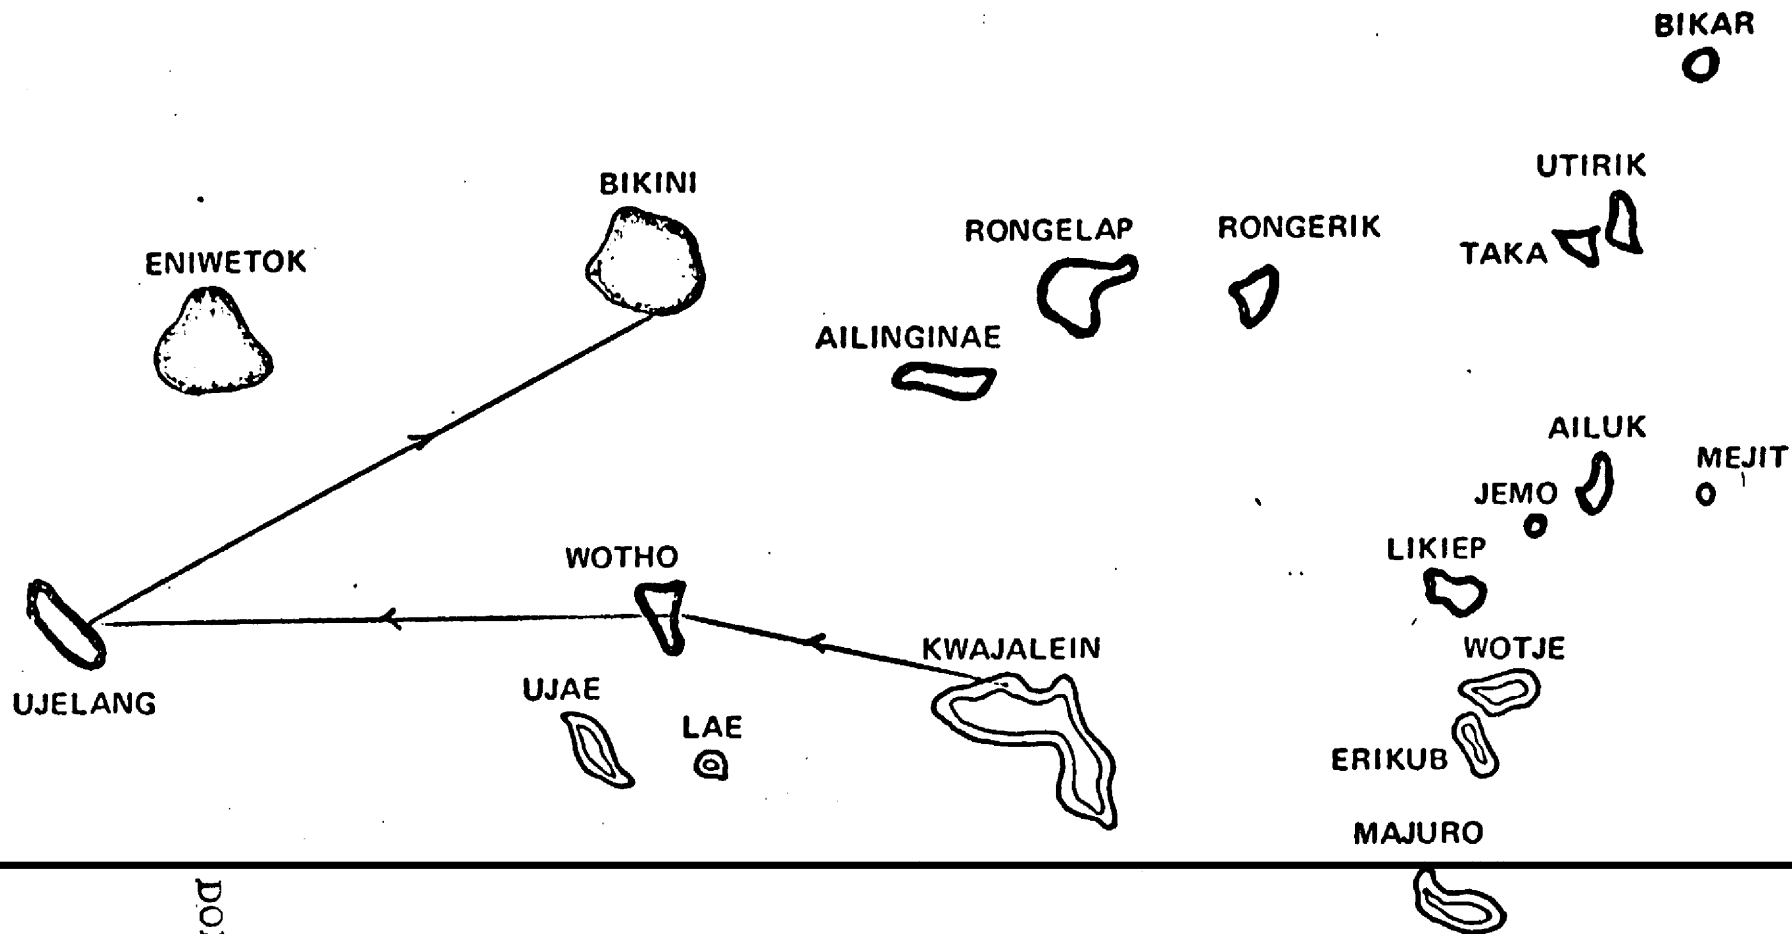 BIKAR
UTIRIK
BIKINI
RONGELAP
RONGERIK
TAKA
ENIWETOK
AILINGINAE
AILUK
MEJIT
JEMO
LIKIEP
WOTHO
KWAJALEIN
WOTJE
UJAE
UJELANG
LAE
ERIKUB
MAJURO